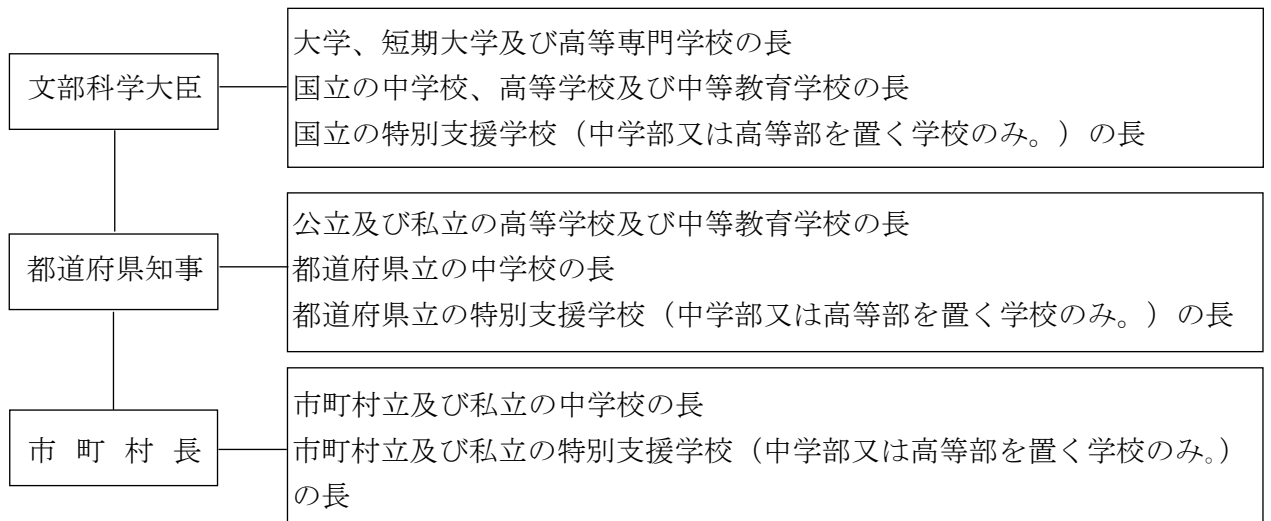 文部科学大臣
大学、短期大学及び高等専門学校の長
国立の中学校、高等学校及び中等教育学校の長
国立の特別支援学校(中学部又は高等部を置く学校のみ。)の長
都道府県知事
公立及び私立の高等学校及び中等教育学校の長
都道府県立の中学校の長
都道府県立の特別支援学校(中学部又は高等部を置く学校のみ。)の長
市町村長
市町村立及び私立の中学校の長
市町村立及び私立の特別支援学校(中学部又は高等部を置く学校のみ。)
の長